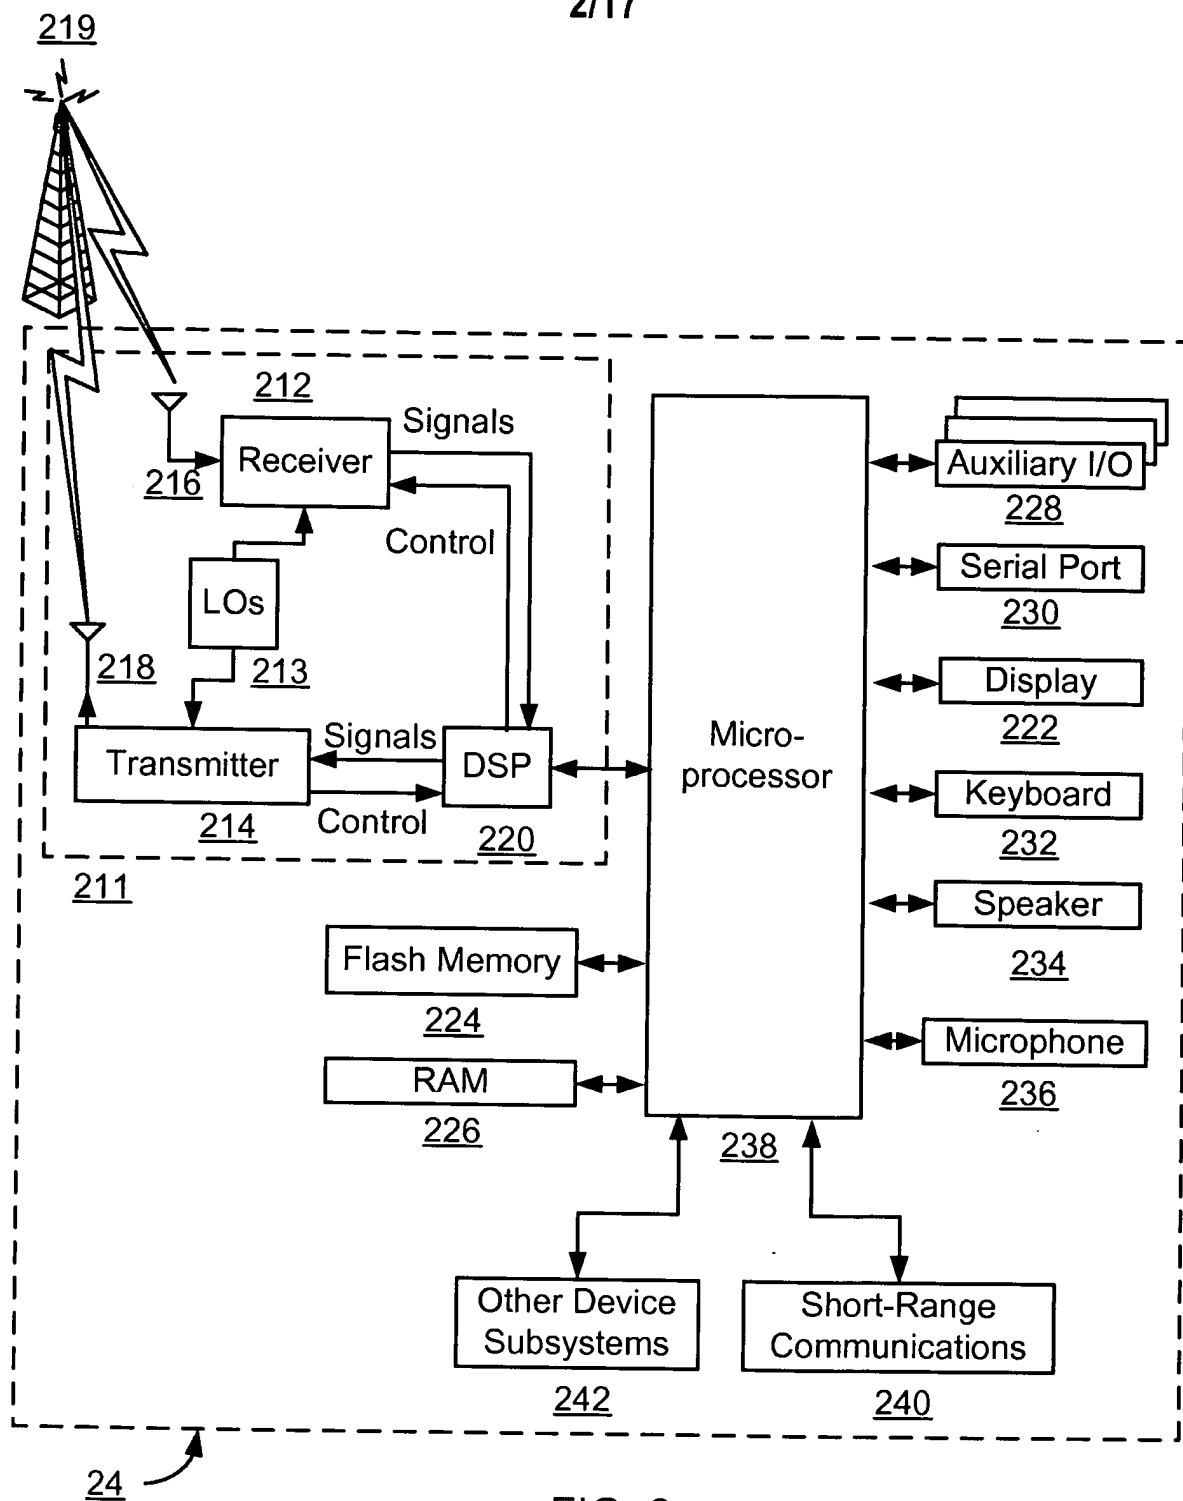 2/17
219
212
Signals
Receiver
216
Control
LOs
218
213
Signals
Transmitter
DSP
Control
214
220
211
Micro-
processor
238
Auxiliary I/O
228
Serial Port
230
Display
222
Keyboard
232
Speaker
234
Microphone
236
Flash Memory
224
RAM
226
Other Device
Subsystems
242
Short-Range
Communications
240
24